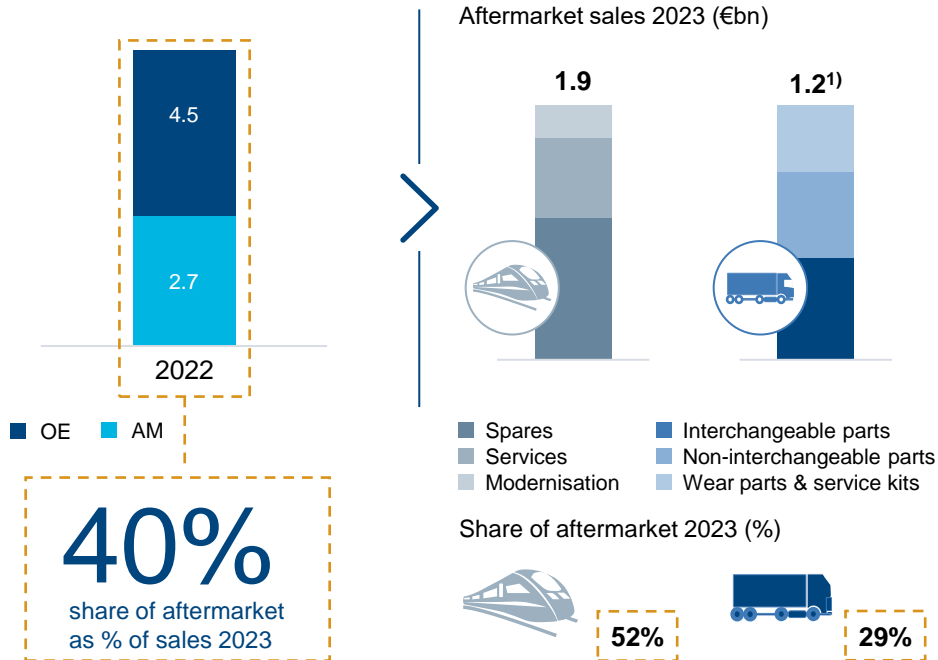 4.5
2.7
2022
OE
AM
40%
share of aftermarket
as % of sales 2023
Aftermarket sales 2023 (€bn)
1.9
1.2¹⁾
Spares
Services
Modernisation
Interchangeable parts
Non-interchangeable parts
Wear parts & service kits
Share of aftermarket 2023 (%)
52%
29%